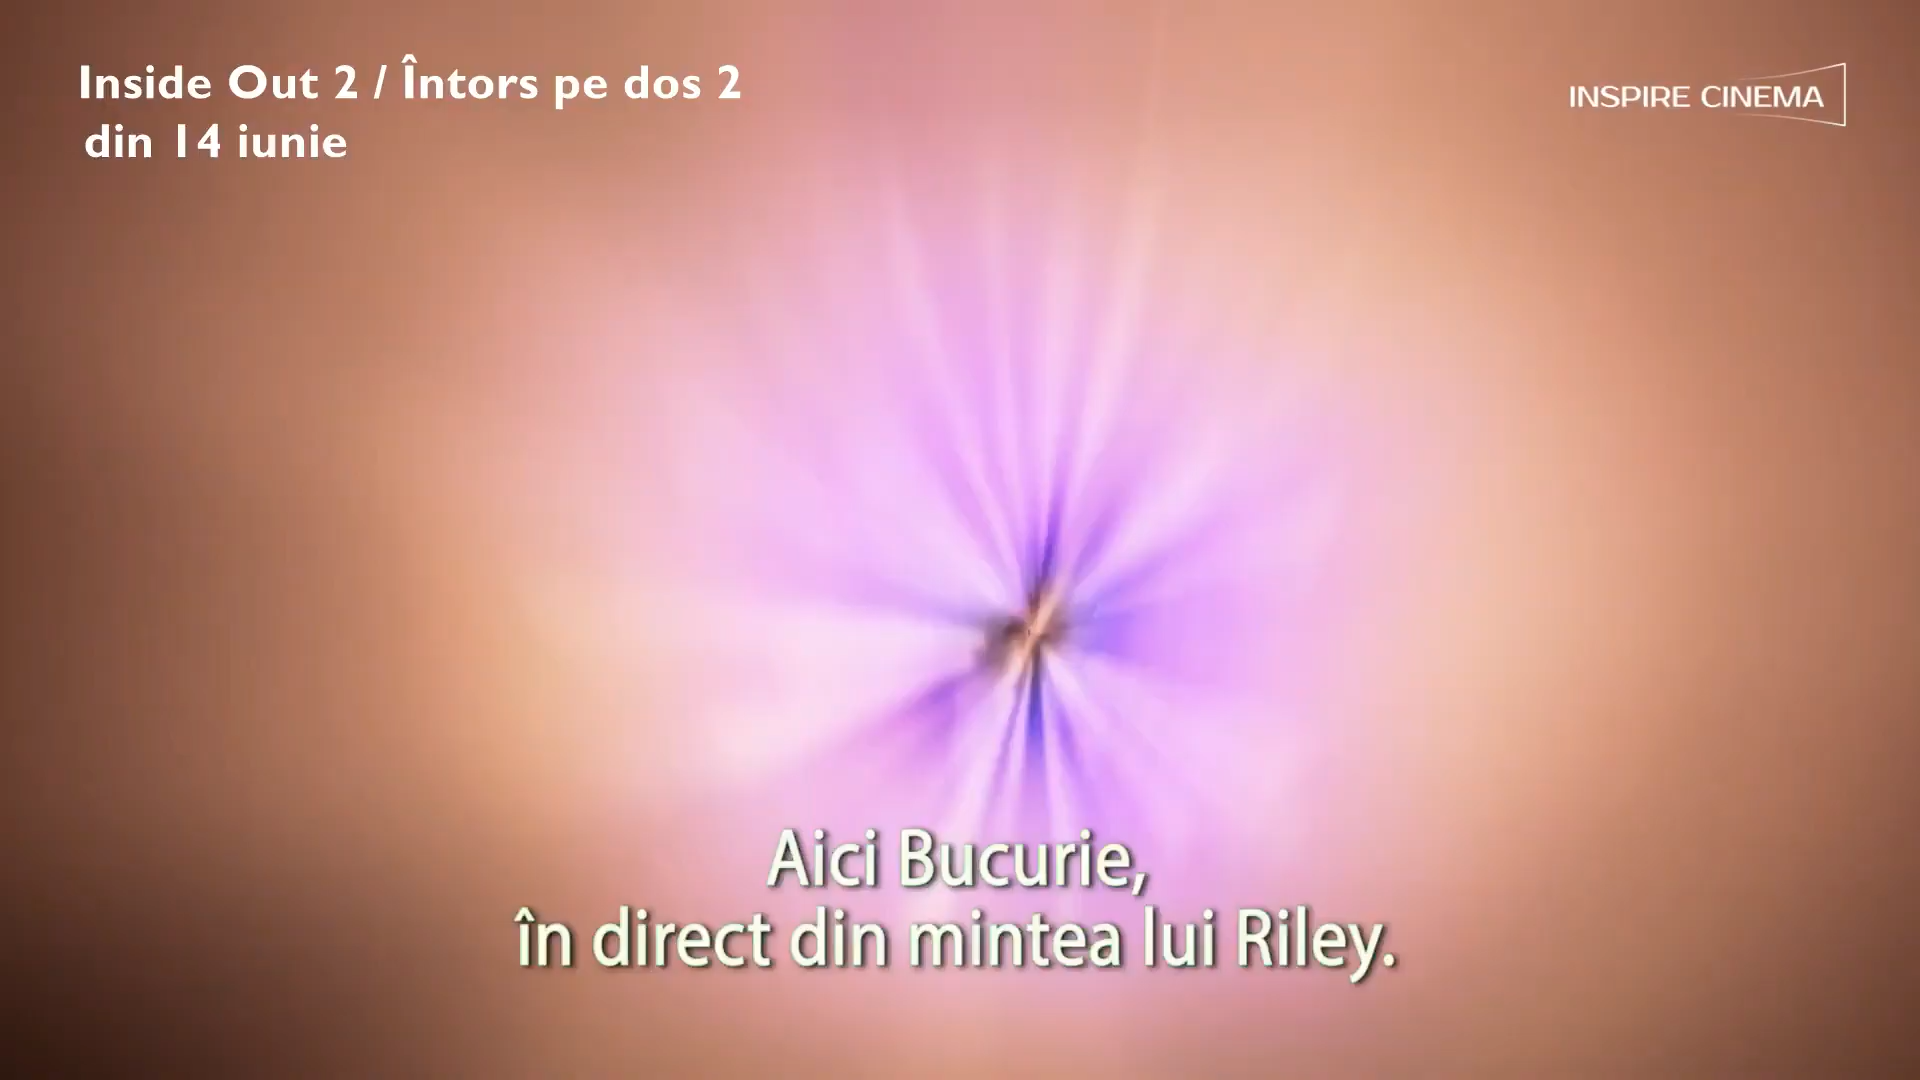 Inside Out 2 / Întors pe dos 2
din 14 iunie
INSPIRE CINEMA
Aici Bucurie,
în direct din mintea lui Riley.